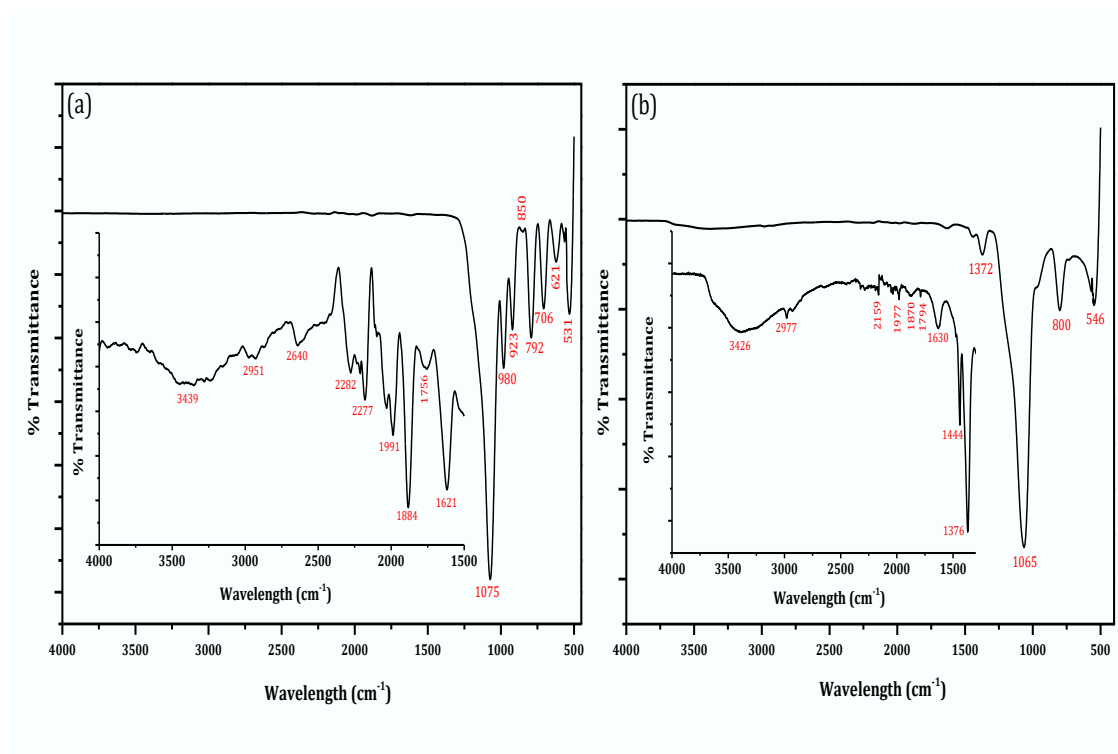 (a)
850
621
531
706
792
923
980
1075
% Transmittance
% Transmittance
3439
2951
2640
2282
2277
1991
1884
1756
1621
4000 3500 3000 2500 2000 1500
Wavelength (cm-1)
4000 3500 3000 2500 2000 1500 1000 500
Wavelength (cm-1)
(b)
1372
800
546
1065
% Transmittance
% Transmittance
3426
2977
2159
1977
1870
1794
1630
1444
1376
4000 3500 3000 2500 2000 1500
Wavelength (cm-1)
4000 3500 3000 2500 2000 1500 1000 500
Wavelength (cm-1)